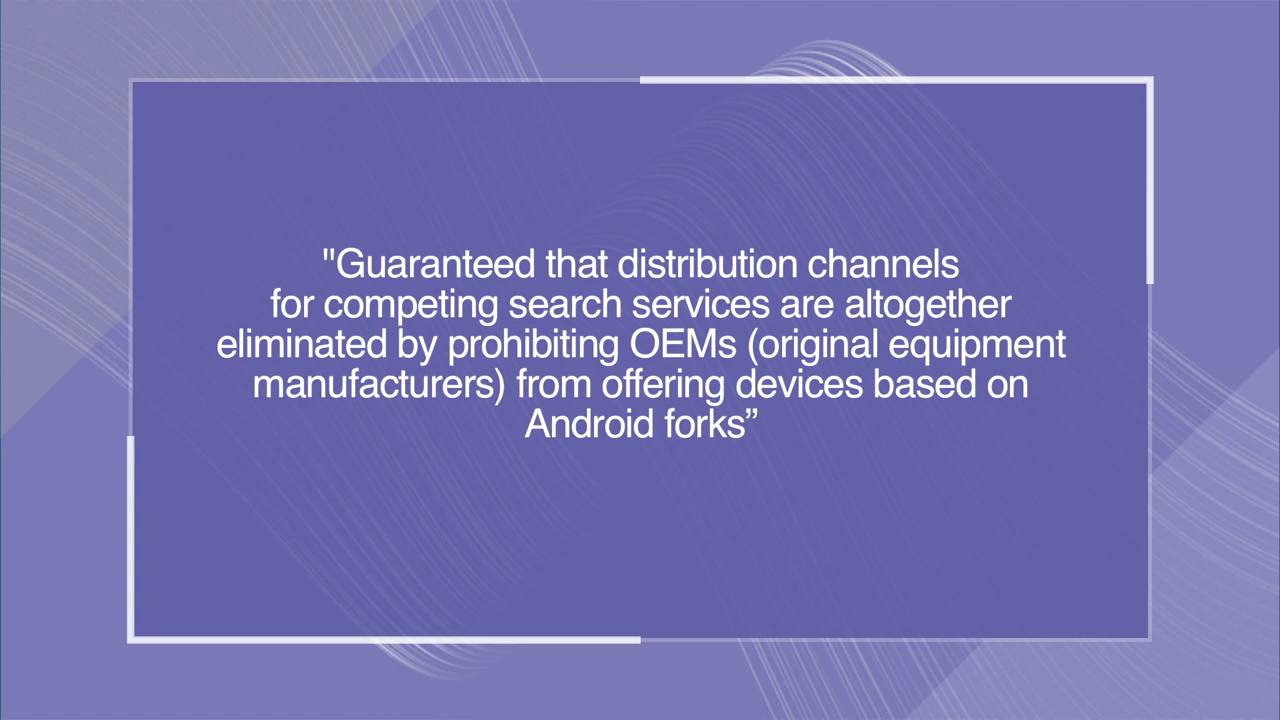 "Guaranteed that distribution channels
for competing search services are altogether
eliminated by prohibiting OEMs (original equipment
manufacturers) from offering devices based on
Android forks”